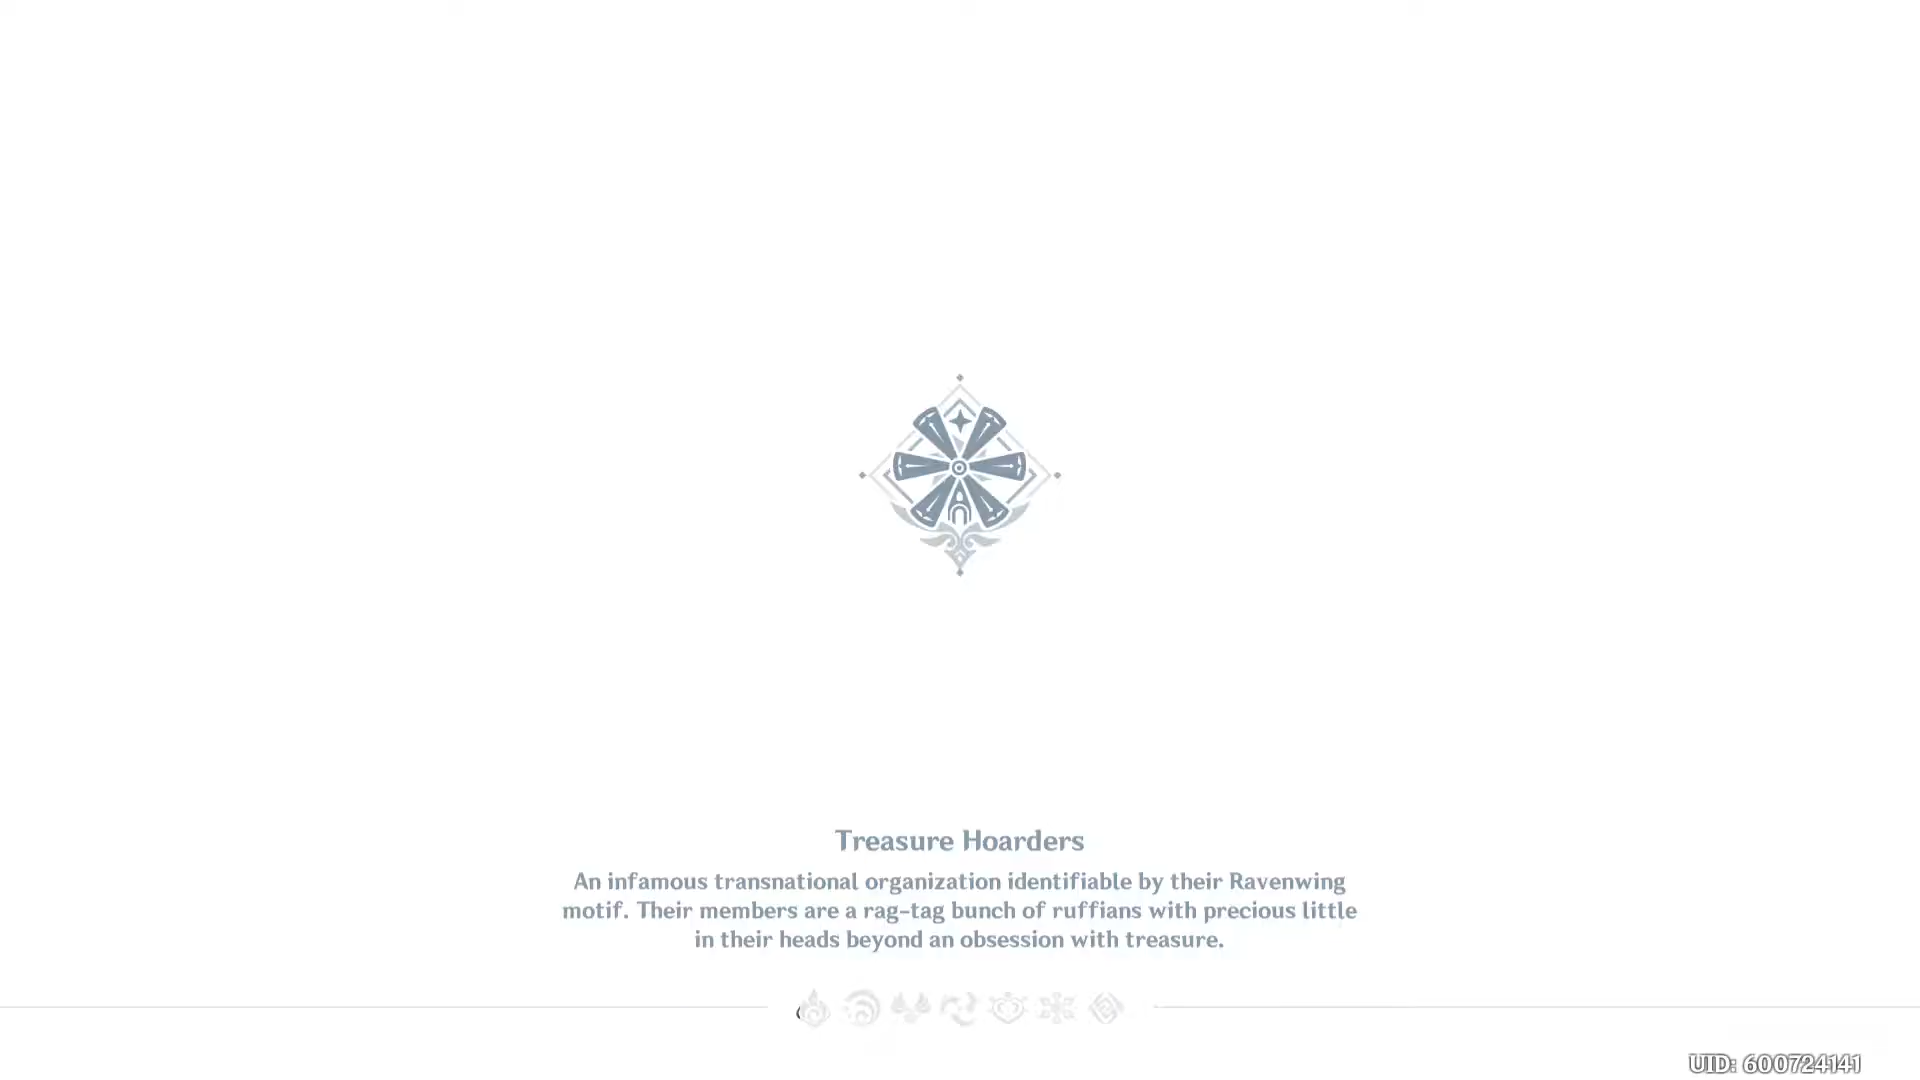 Treasure Hoarders
An infamous transnational organization identifiable by their Ravenwing
motif. Their members are a rag-tag bunch of ruffians with precious little
in their heads beyond an obsession with treasure.
UID: 600724141